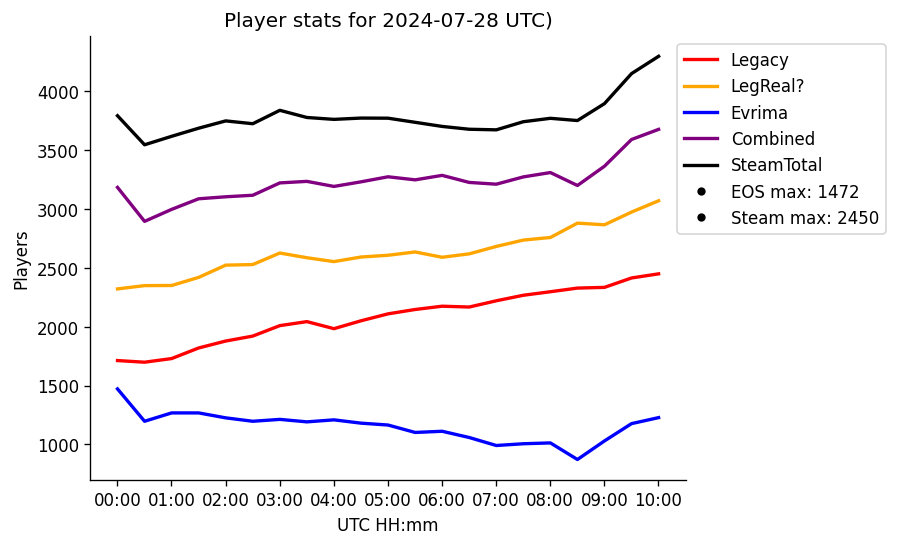 Player stats for 2024-07-28 UTC)
Legacy
LegReal?
Evrima
Combined
SteamTotal
EOS max: 1472
Steam max: 2450
Players
4000
3500
3000
2500
2000
1500
1000
00:00 01:00 02:00 03:00 04:00 05:00 06:00 07:00 08:00 09:00 10:00
UTC HH:mm